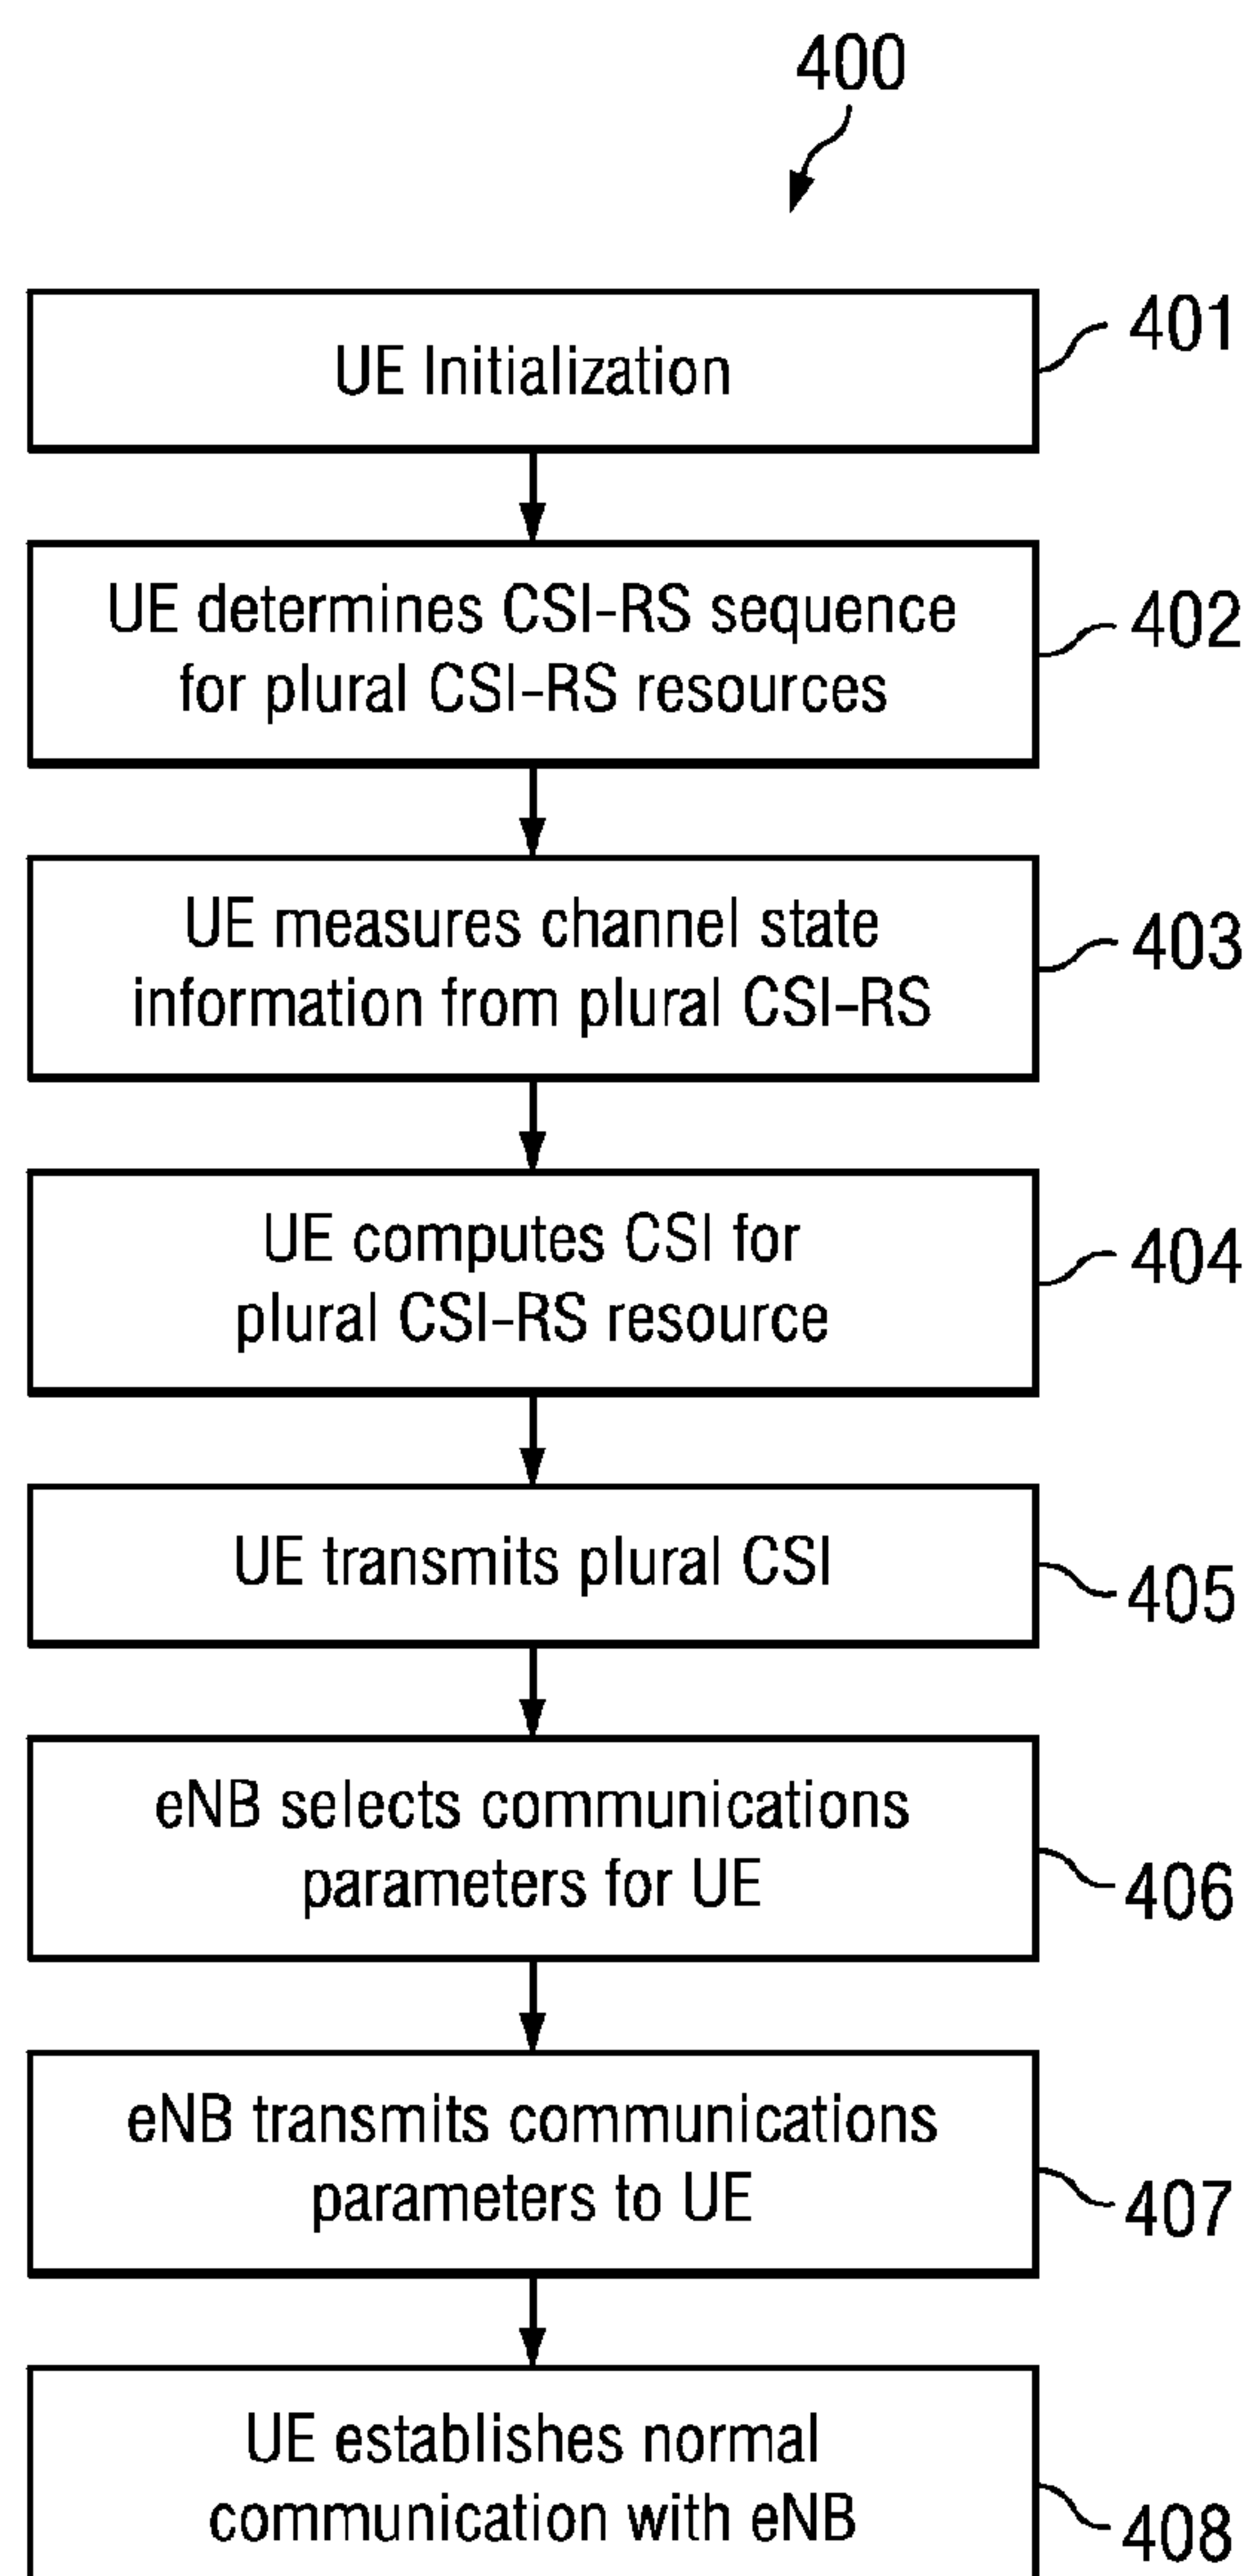 400
UE Initialization
401
UE determines CSI-RS sequence
for plural CSI-RS resources
402
UE measures channel state
information from plural CSI-RS
403
UE computes CSI for
plural CSI-RS resource
404
UE transmits plural CSI
405
eNB selects communications
parameters for UE
406
eNB transmits communications
parameters to UE
407
UE establishes normal
communication with eNB
408